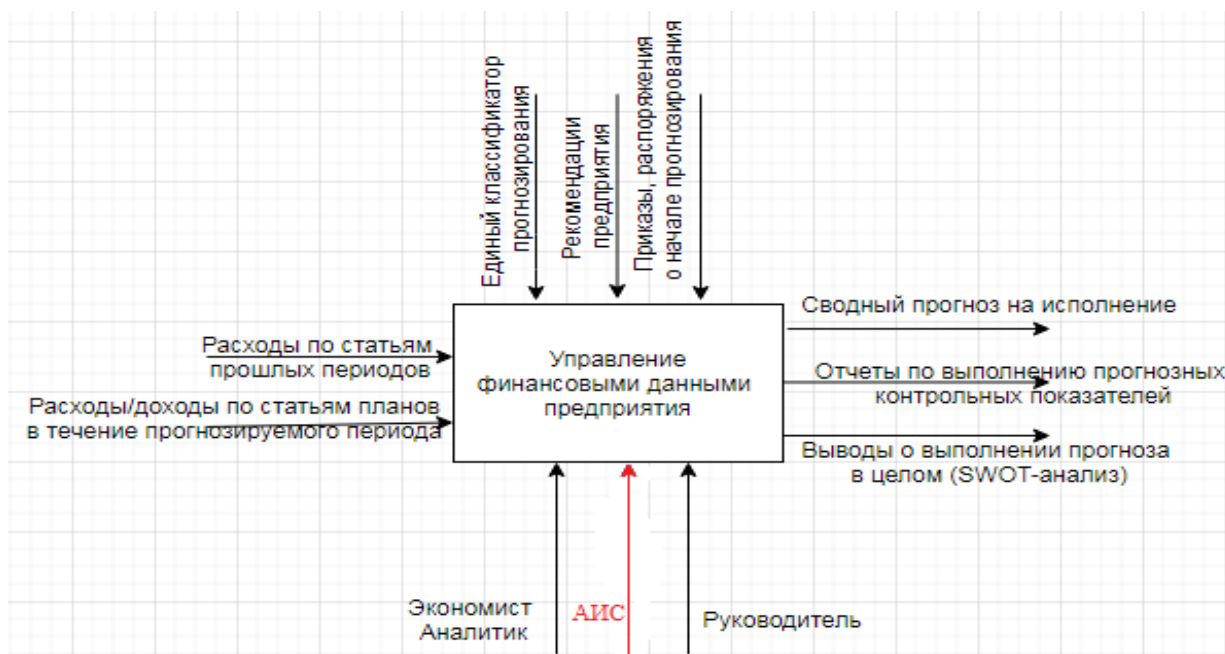 Единый классификатор
прогнозирования
Рекомендации
предприятия
Приказы, распоряжения
о начале прогнозирования
Сводный прогноз на исполнение
Расходы по статьям
прошлых периодов
Управление
финансовыми данными
предприятия
Отчеты по выполнению прогнозных
контрольных показателей
Расходы/доходы по статьям планов
в течение прогнозируемого периода
Выводы о выполнении прогноза
в целом (SWOT-анализ)
Экономист
Аналитик
АИС
Руководитель